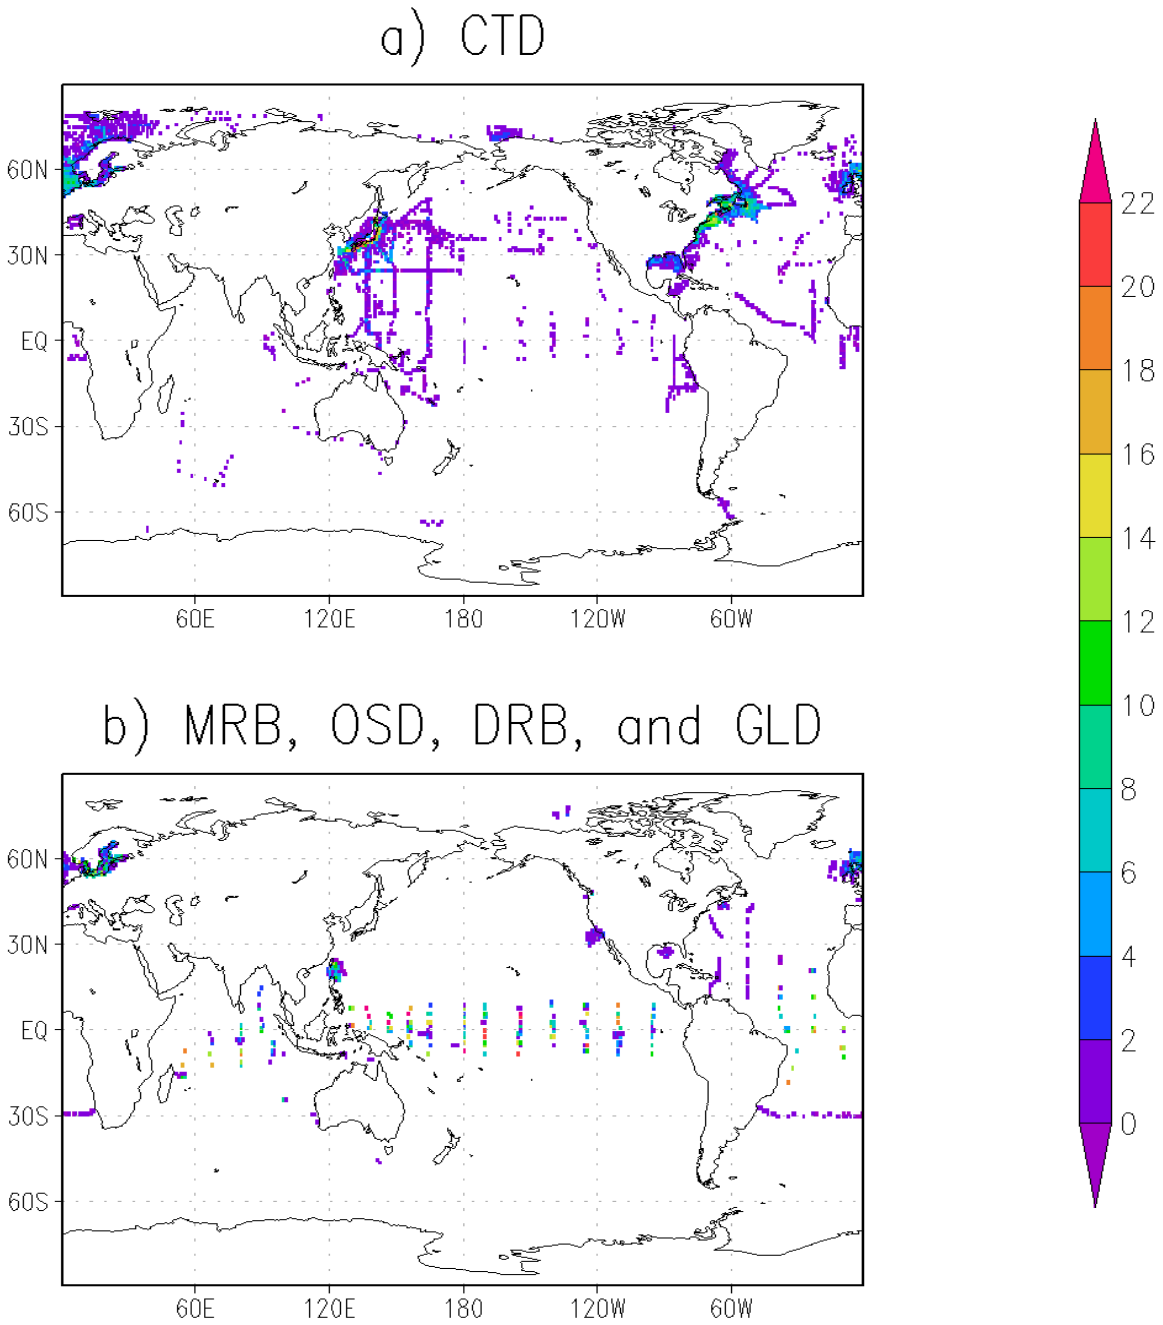 a) CTD
60N
30N
EQ
30S
60S
60E 120E 180 120W 60W
b) MRB, OSD, DRB, and GLD
60N
30N
EQ
30S
60S
60E 120E 180 120W 60W
22
20
18
16
14
12
10
8
6
4
2
0